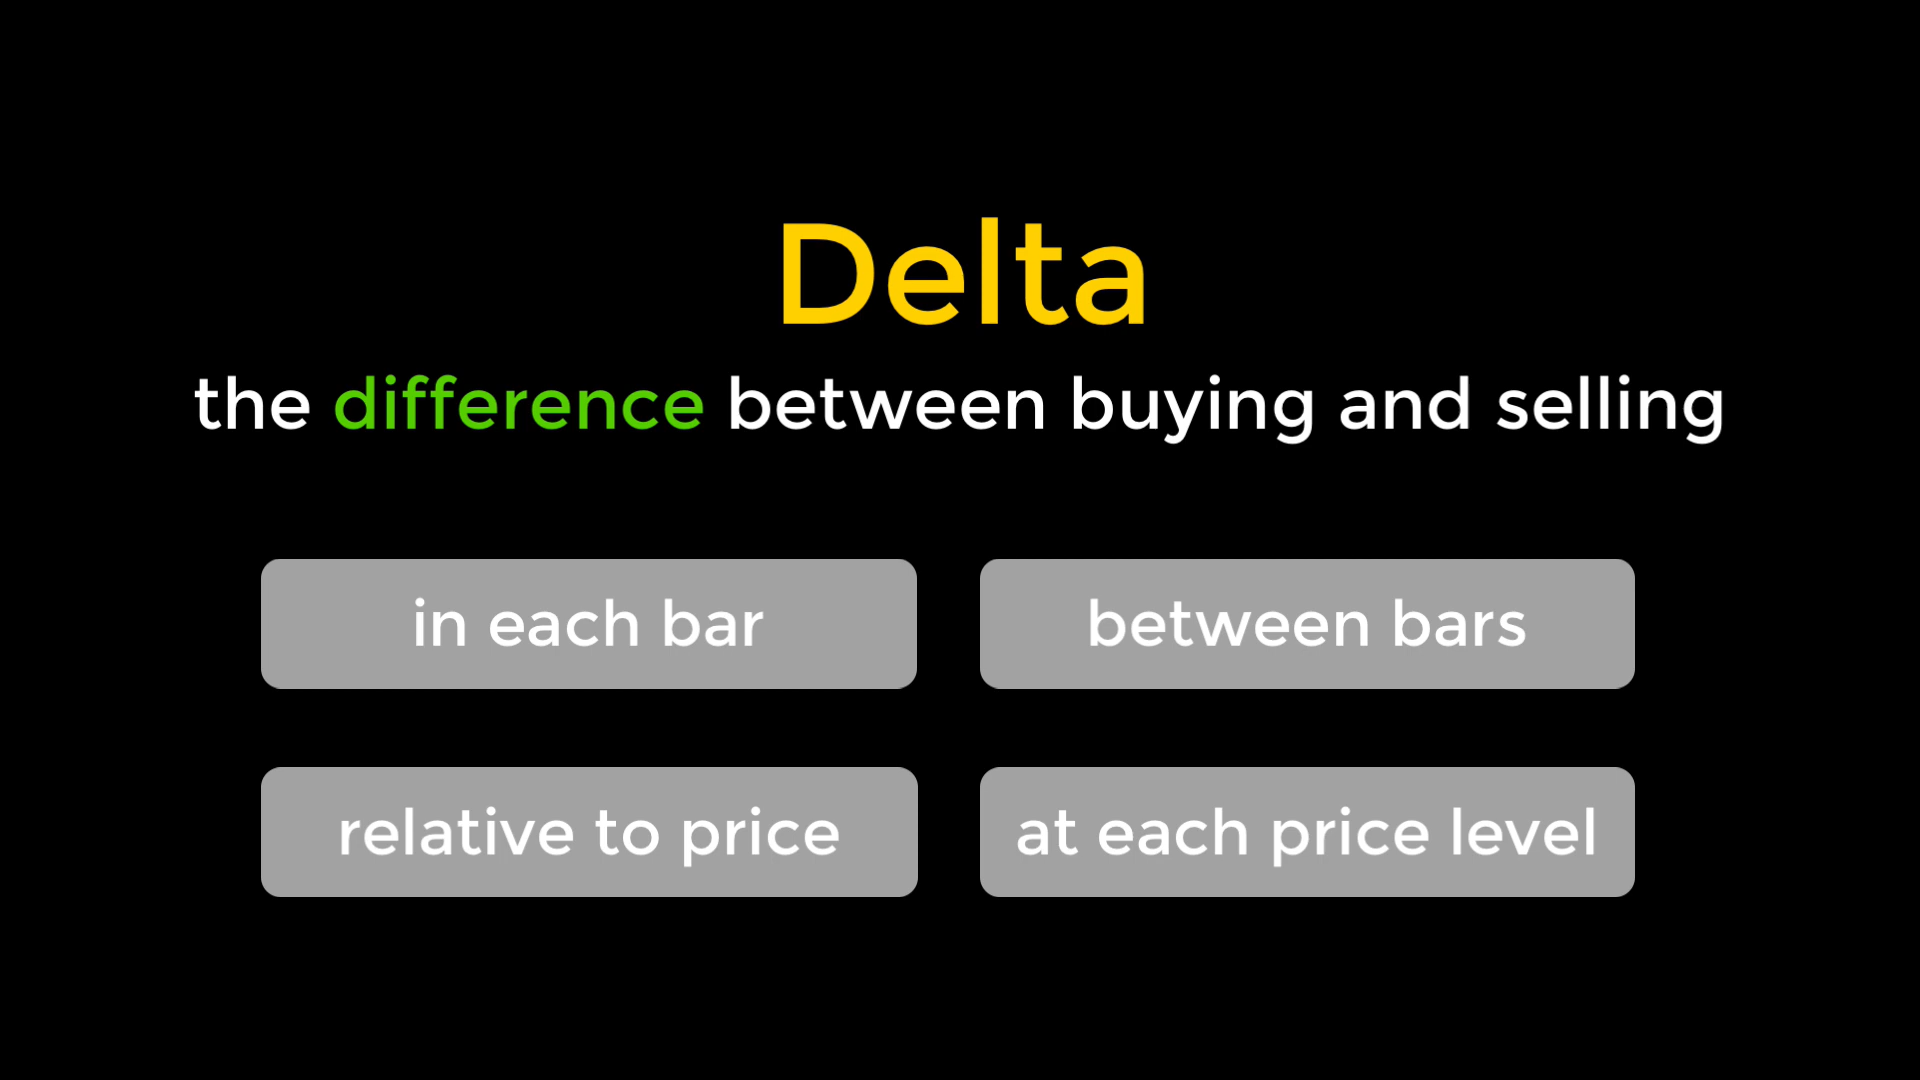 Delta
the difference between buying and selling
in each bar
between bars
relative to price
at each price level